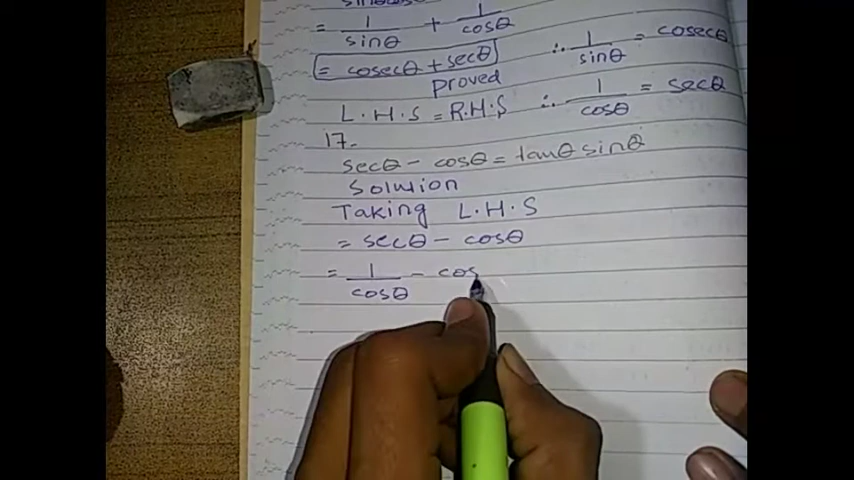 = 1/sinθ + 1/cosθ
= cosecθ + secθ ∴ 1/sinθ = cosecθ
proved
L.H.S = R.H.S ∴ 1/cosθ = secθ
17.
secθ - cosθ = tanθ sinθ
Solution
Taking L.H.S
= secθ - cosθ
= 1/cosθ - cos